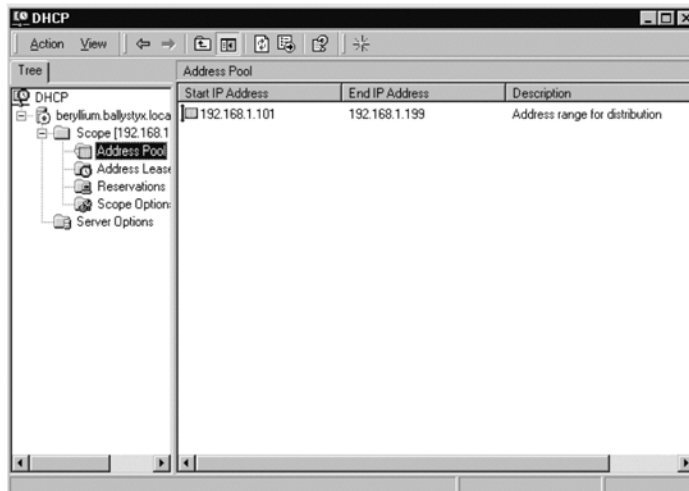 DHCP
Action View
Tree
Address Pool
DHCP
beryllium.ballystyx.loca
Scope [192.168.1
Address Pool
Address Lease
Reservations
Scope Option
Server Options
Start IP Address End IP Address Description
192.168.1.101 192.168.1.199 Address range for distribution